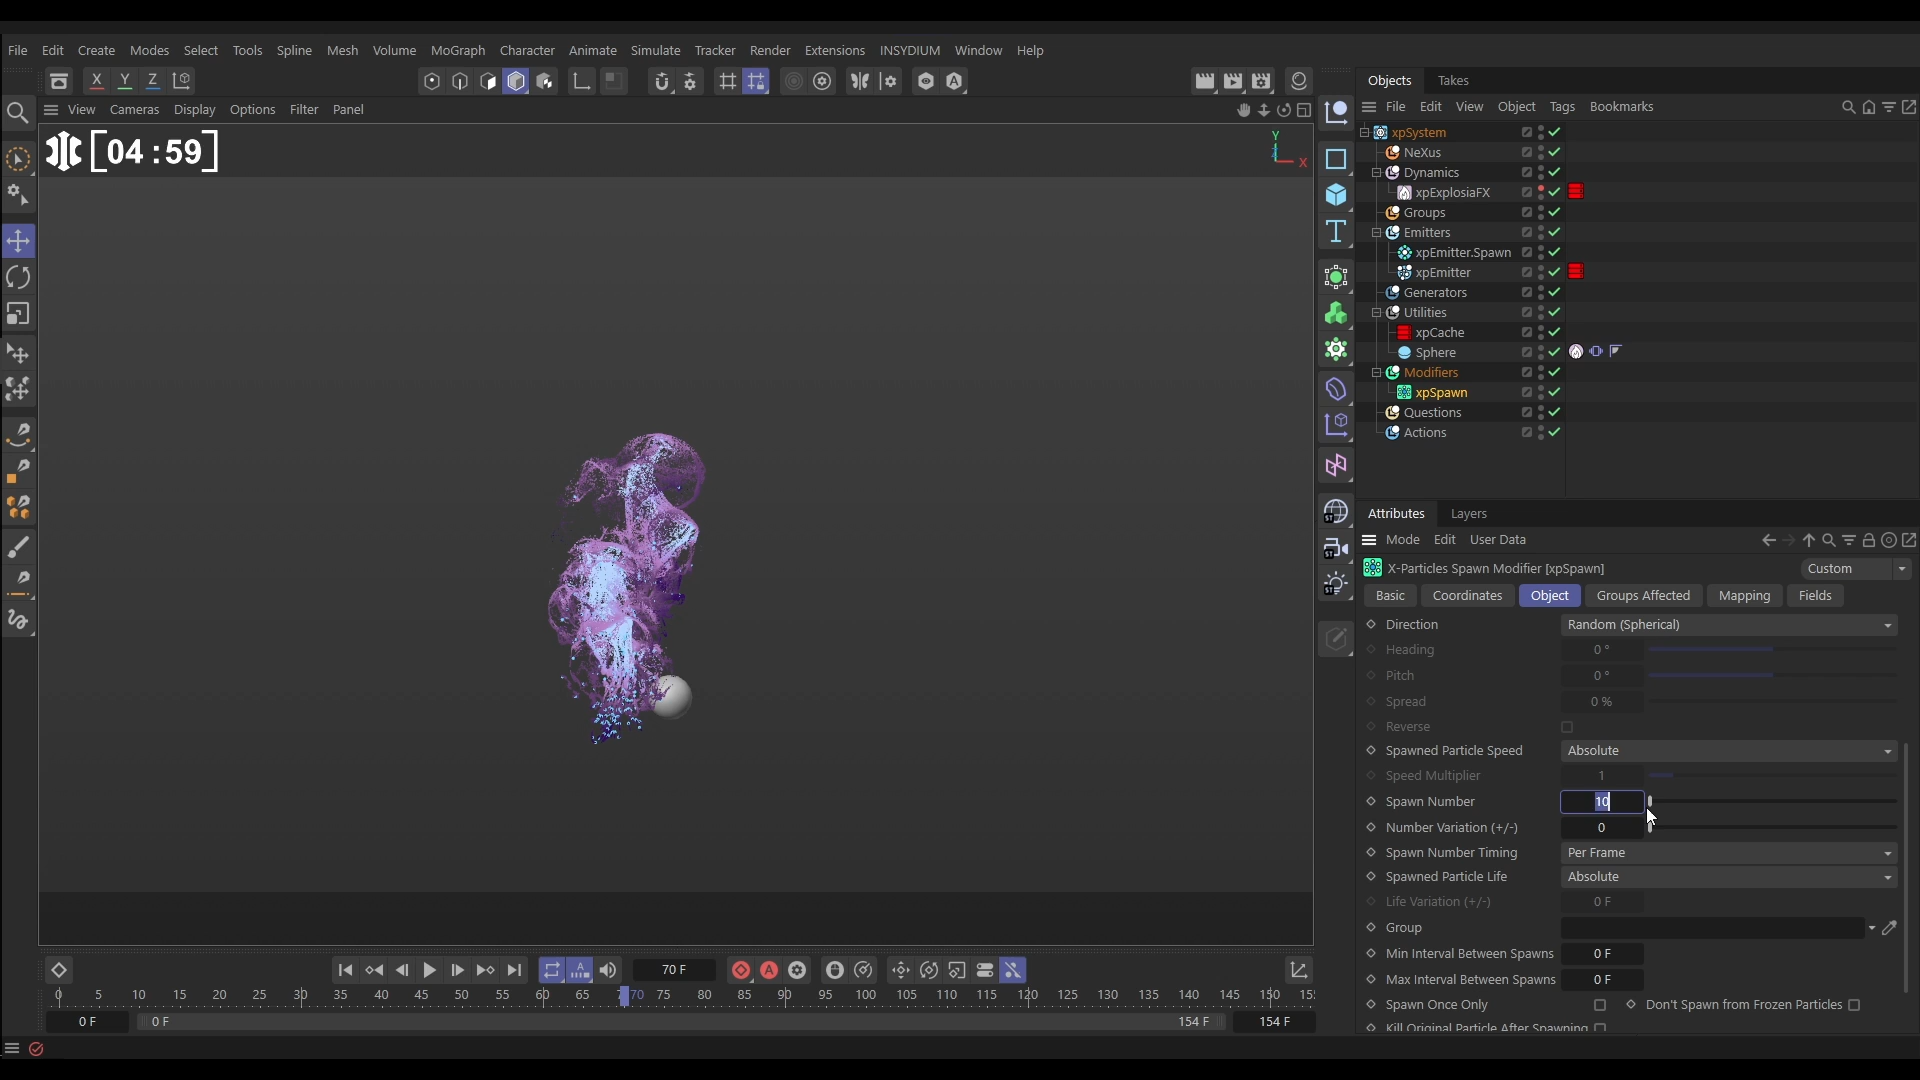 File Edit Create Modes Select Tools Spline Mesh Volume MoGraph Character Animate Simulate Tracker Render Extensions INSYDIUM Window Help
X Y Z
View Cameras Display Options Filter Panel
[04:59]
Y
Z X
Objects Takes
File Edit View Object Tags Bookmarks
xpSystem
NeXus
Dynamics
xpExplosiaFX
Groups
Emitters
xpEmitter.Spawn
xpEmitter
Generators
Utilities
xpCache
Sphere
Modifiers
xpSpawn
Questions
Actions
Attributes Layers
Mode Edit User Data
X-Particles Spawn Modifier [xpSpawn] Custom
Basic Coordinates Object Groups Affected Mapping Fields
Direction Random (Spherical)
Heading 0 °
Pitch 0 °
Spread 0 %
Reverse
Spawned Particle Speed Absolute
Speed Multiplier 1
Spawn Number 10
Number Variation (+/-) 0
Spawn Number Timing Per Frame
Spawned Particle Life Absolute
Life Variation (+/-) 0 F
Group
Min Interval Between Spawns 0 F
Max Interval Between Spawns 0 F
Spawn Once Only Don't Spawn from Frozen Particles
Kill Original Particle After Spawning
70 F
0 5 10 15 20 25 30 35 40 45 50 55 60 65 70 75 80 85 90 95 100 105 110 115 120 125 130 135 140 145 150
0 F 0 F 154 F 154 F